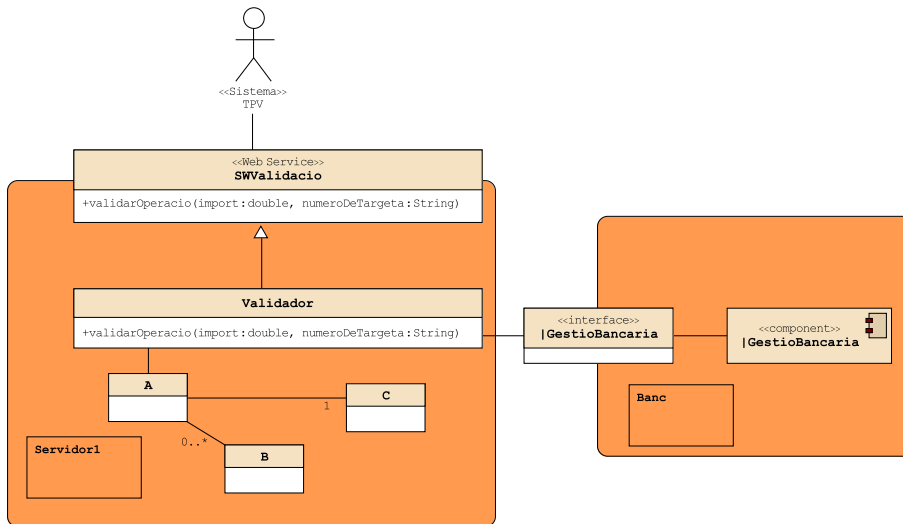 <<Sistema>>
TPV
<<Web Service>>
SWValidacio
+validarOperacio(import:double, numeroDeTargeta:String)
Validador
+validarOperacio(import:double, numeroDeTargeta:String)
<<interface>>
|GestioBancaria
<<component>>
|GestioBancaria
A
C
1
Banc
0..*
Servidor1
B